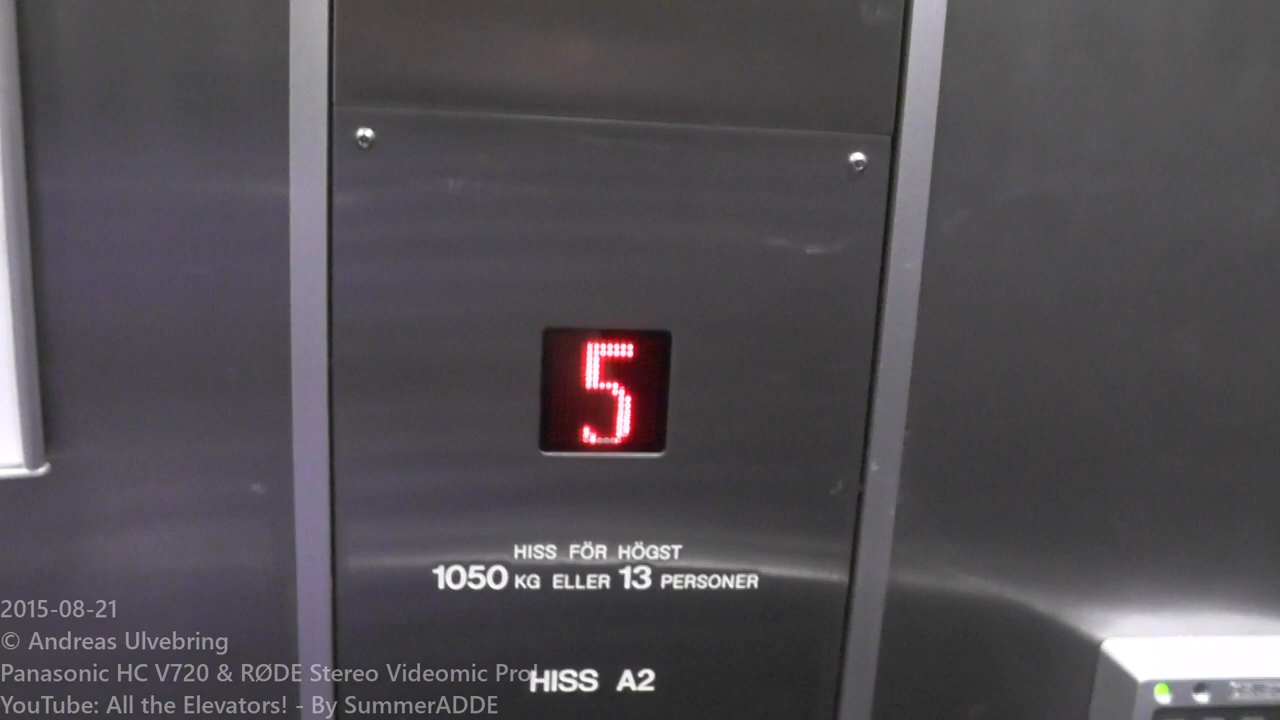 5
HISS FÖR HÖGST
1050 KG ELLER 13 PERSONER
HISS A2
2015-08-21
© Andreas Ulvebring
Panasonic HC V720 & RØDE Stereo Videomic Pro!
YouTube: All the Elevators! - By SummerADDE